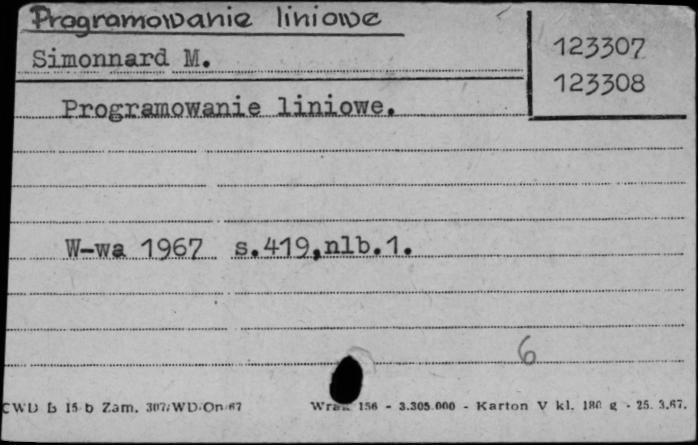 Programowanie liniowe
123307
Simonnard M.
123308
Programowanie liniowe.
W-wa 1967 s.419,nlb.1.
6
CWD Ł 15 b Zam. 307/WD/On/67 156 - 3.305.000 - Karton V kl. 180 g - 25. 3.67.